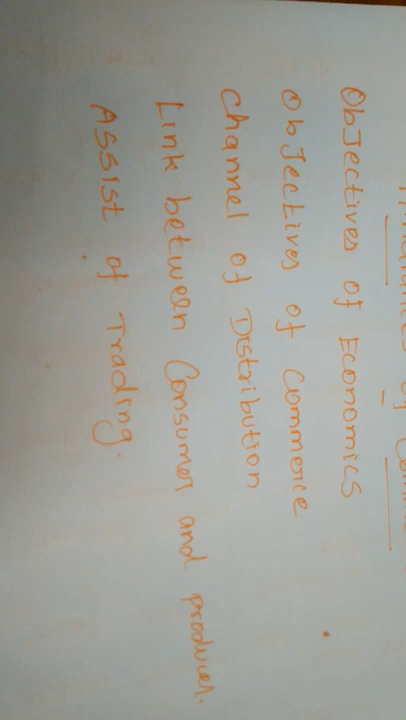 Objectives of Economics
Objectives of Commerce
Channel of Distribution
Link between Consumer and producer.
Assist of Trading.